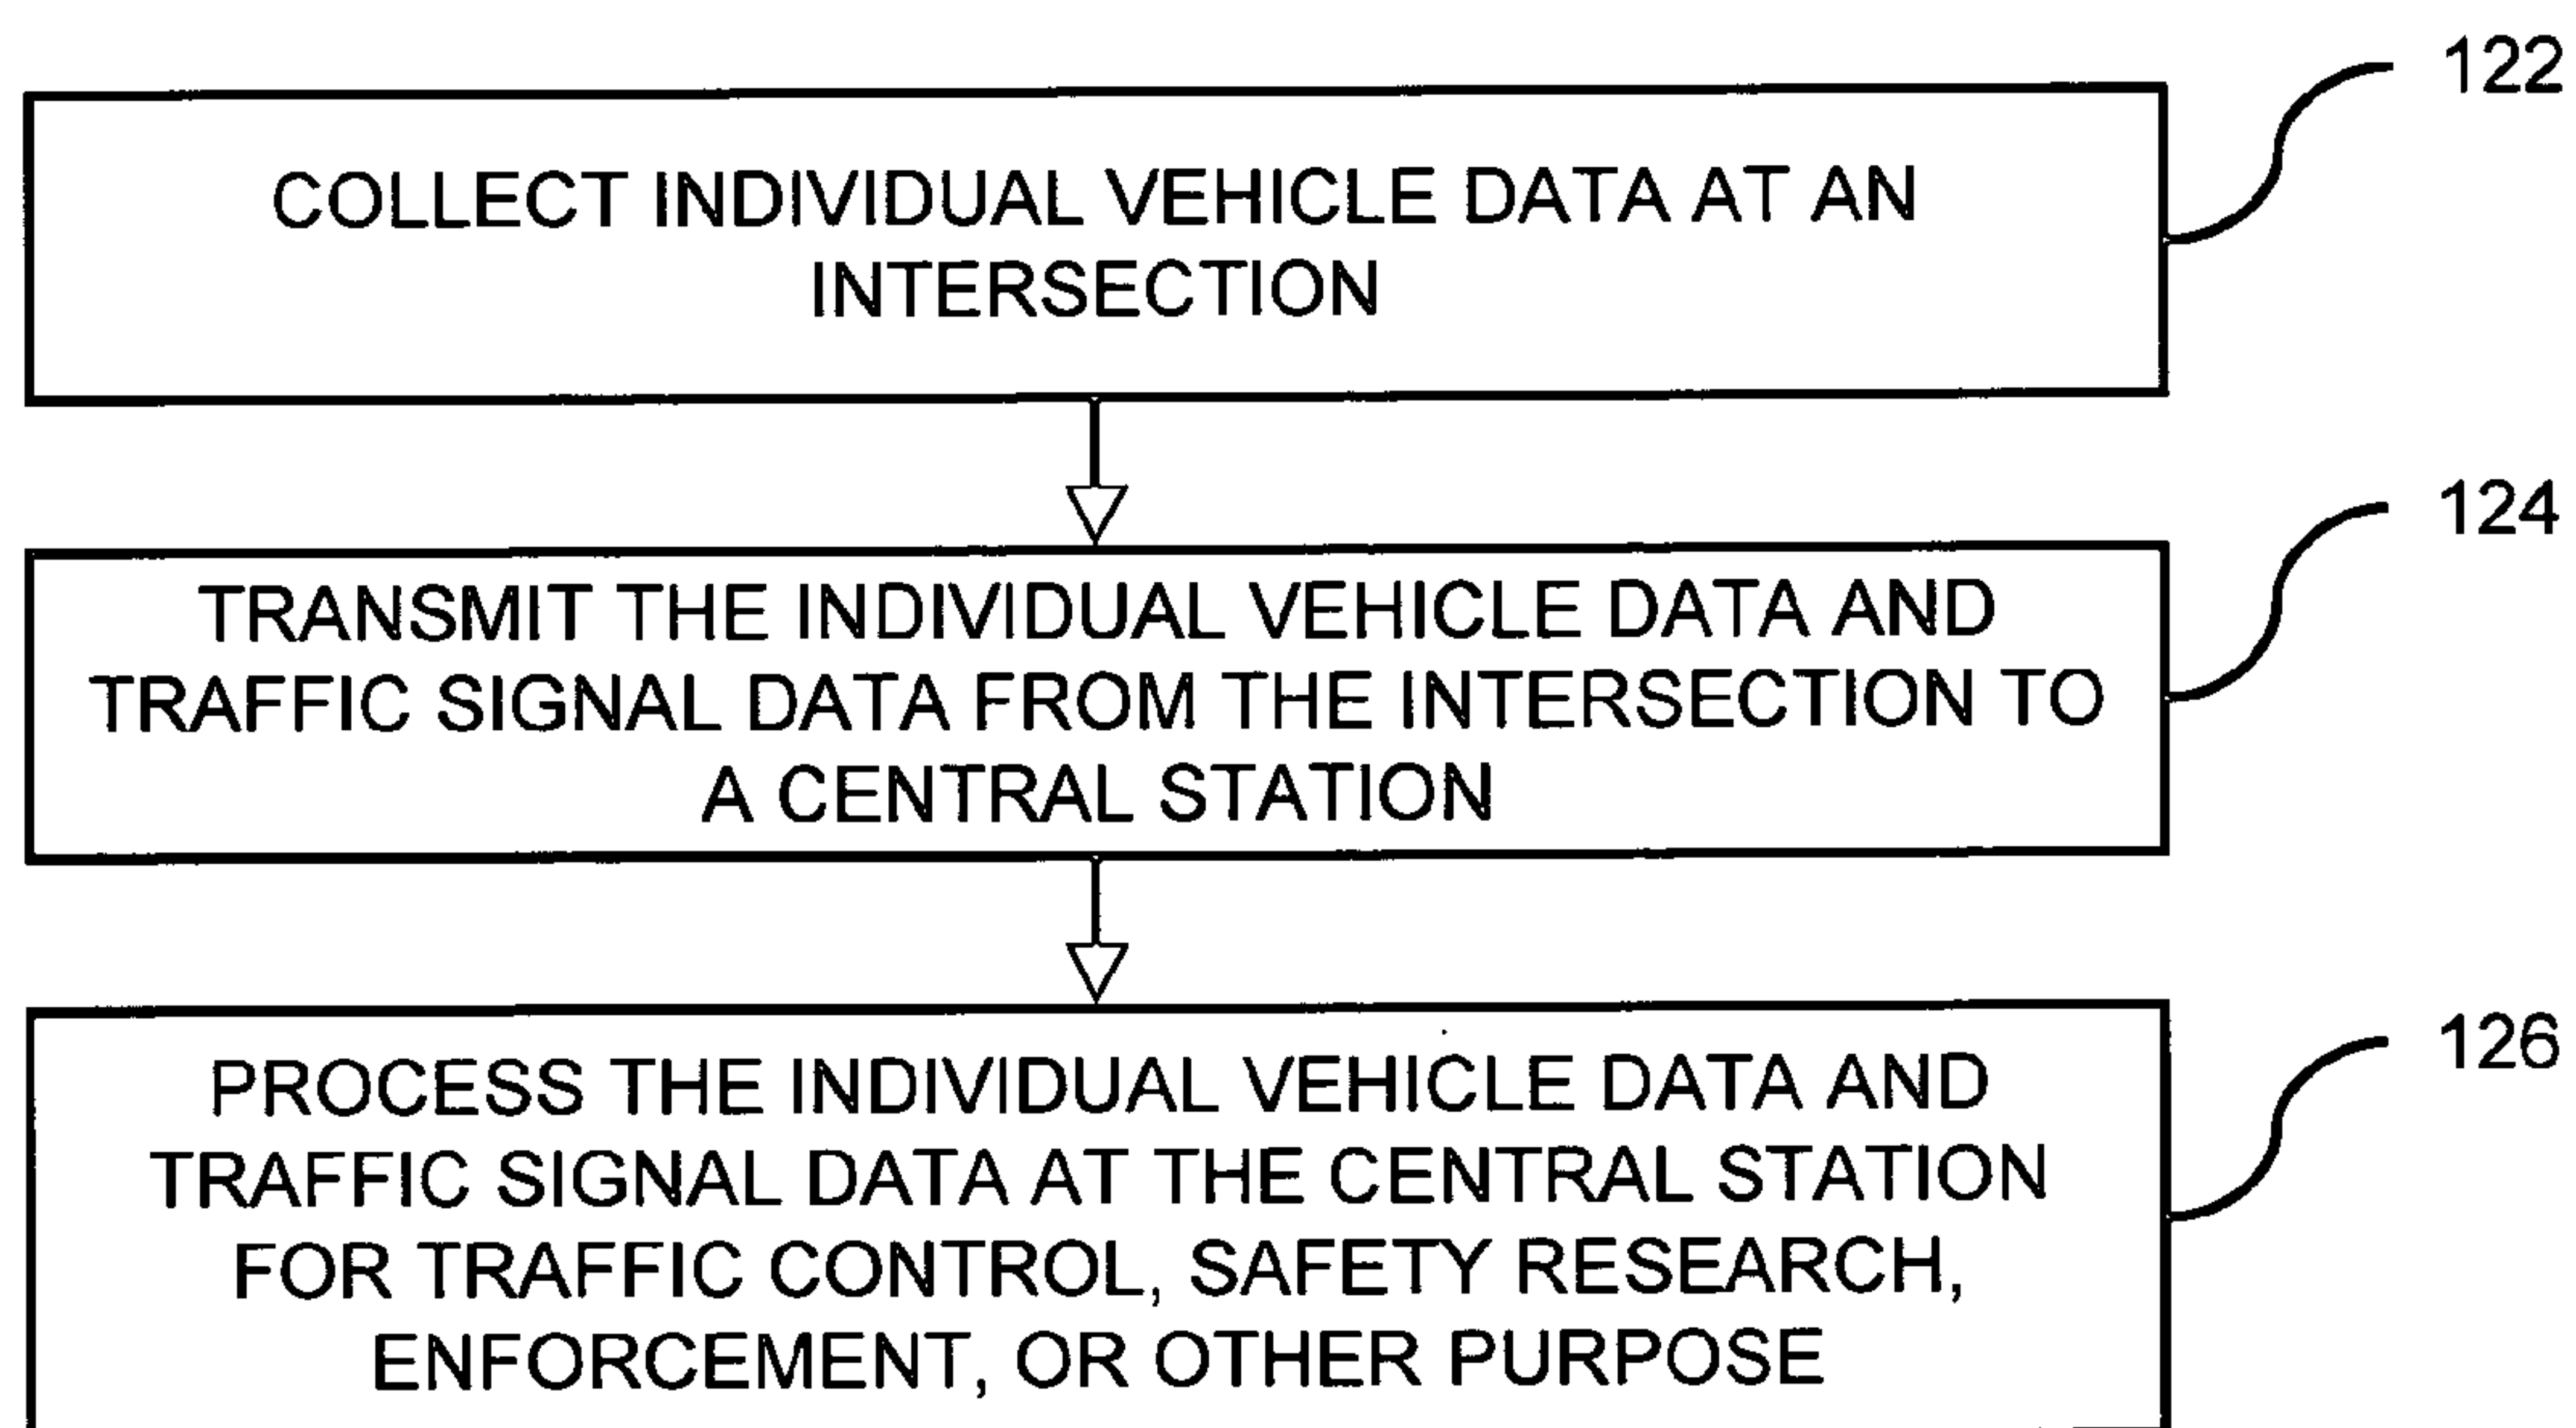 122
COLLECT INDIVIDUAL VEHICLE DATA AT AN
INTERSECTION
124
TRANSMIT THE INDIVIDUAL VEHICLE DATA AND
TRAFFIC SIGNAL DATA FROM THE INTERSECTION TO
A CENTRAL STATION
126
PROCESS THE INDIVIDUAL VEHICLE DATA AND
TRAFFIC SIGNAL DATA AT THE CENTRAL STATION
FOR TRAFFIC CONTROL, SAFETY RESEARCH,
ENFORCEMENT, OR OTHER PURPOSE